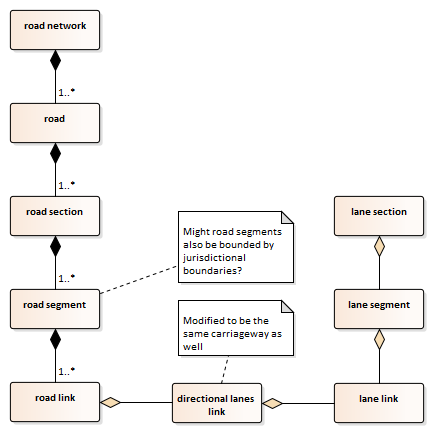 road network
1..*
road
1..*
road section
1..*
road segment
1..*
road link
Might road segments
also be bounded by
jurisdictional
boundaries?
Modified to be the
same carriageway as
well
directional lanes
link
lane section
lane segment
lane link